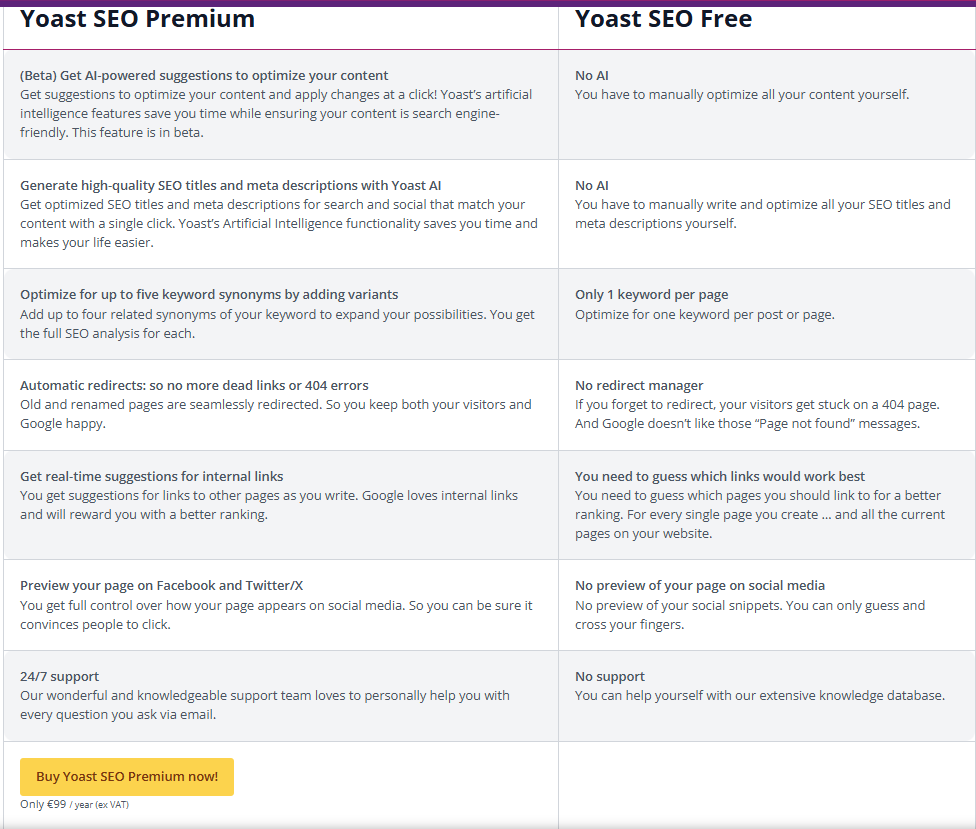 Yoast SEO Premium
Yoast SEO Free
(Beta) Get AI-powered suggestions to optimize your content
Get suggestions to optimize your content and apply changes at a click! Yoast’s artificial
intelligence features save you time while ensuring your content is search engine-
friendly. This feature is in beta.
No AI
You have to manually optimize all your content yourself.
Generate high-quality SEO titles and meta descriptions with Yoast AI
Get optimized SEO titles and meta descriptions for search and social that match your
content with a single click. Yoast’s Artificial Intelligence functionality saves you time and
makes your life easier.
No AI
You have to manually write and optimize all your SEO titles and
meta descriptions yourself.
Optimize for up to five keyword synonyms by adding variants
Add up to four related synonyms of your keyword to expand your possibilities. You get
the full SEO analysis for each.
Only 1 keyword per page
Optimize for one keyword per post or page.
Automatic redirects: so no more dead links or 404 errors
Old and renamed pages are seamlessly redirected. So you keep both your visitors and
Google happy.
No redirect manager
If you forget to redirect, your visitors get stuck on a 404 page.
And Google doesn’t like those “Page not found” messages.
Get real-time suggestions for internal links
You get suggestions for links to other pages as you write. Google loves internal links
and will reward you with a better ranking.
You need to guess which links would work best
You need to guess which pages you should link to for a better
ranking. For every single page you create … and all the current
pages on your website.
Preview your page on Facebook and Twitter/X
You get full control over how your page appears on social media. So you can be sure it
convinces people to click.
No preview of your page on social media
No preview of your social snippets. You can only guess and
cross your fingers.
24/7 support
Our wonderful and knowledgeable support team loves to personally help you with
every question you ask via email.
No support
You can help yourself with our extensive knowledge database.
Buy Yoast SEO Premium now!
Only €99 / year (ex VAT)